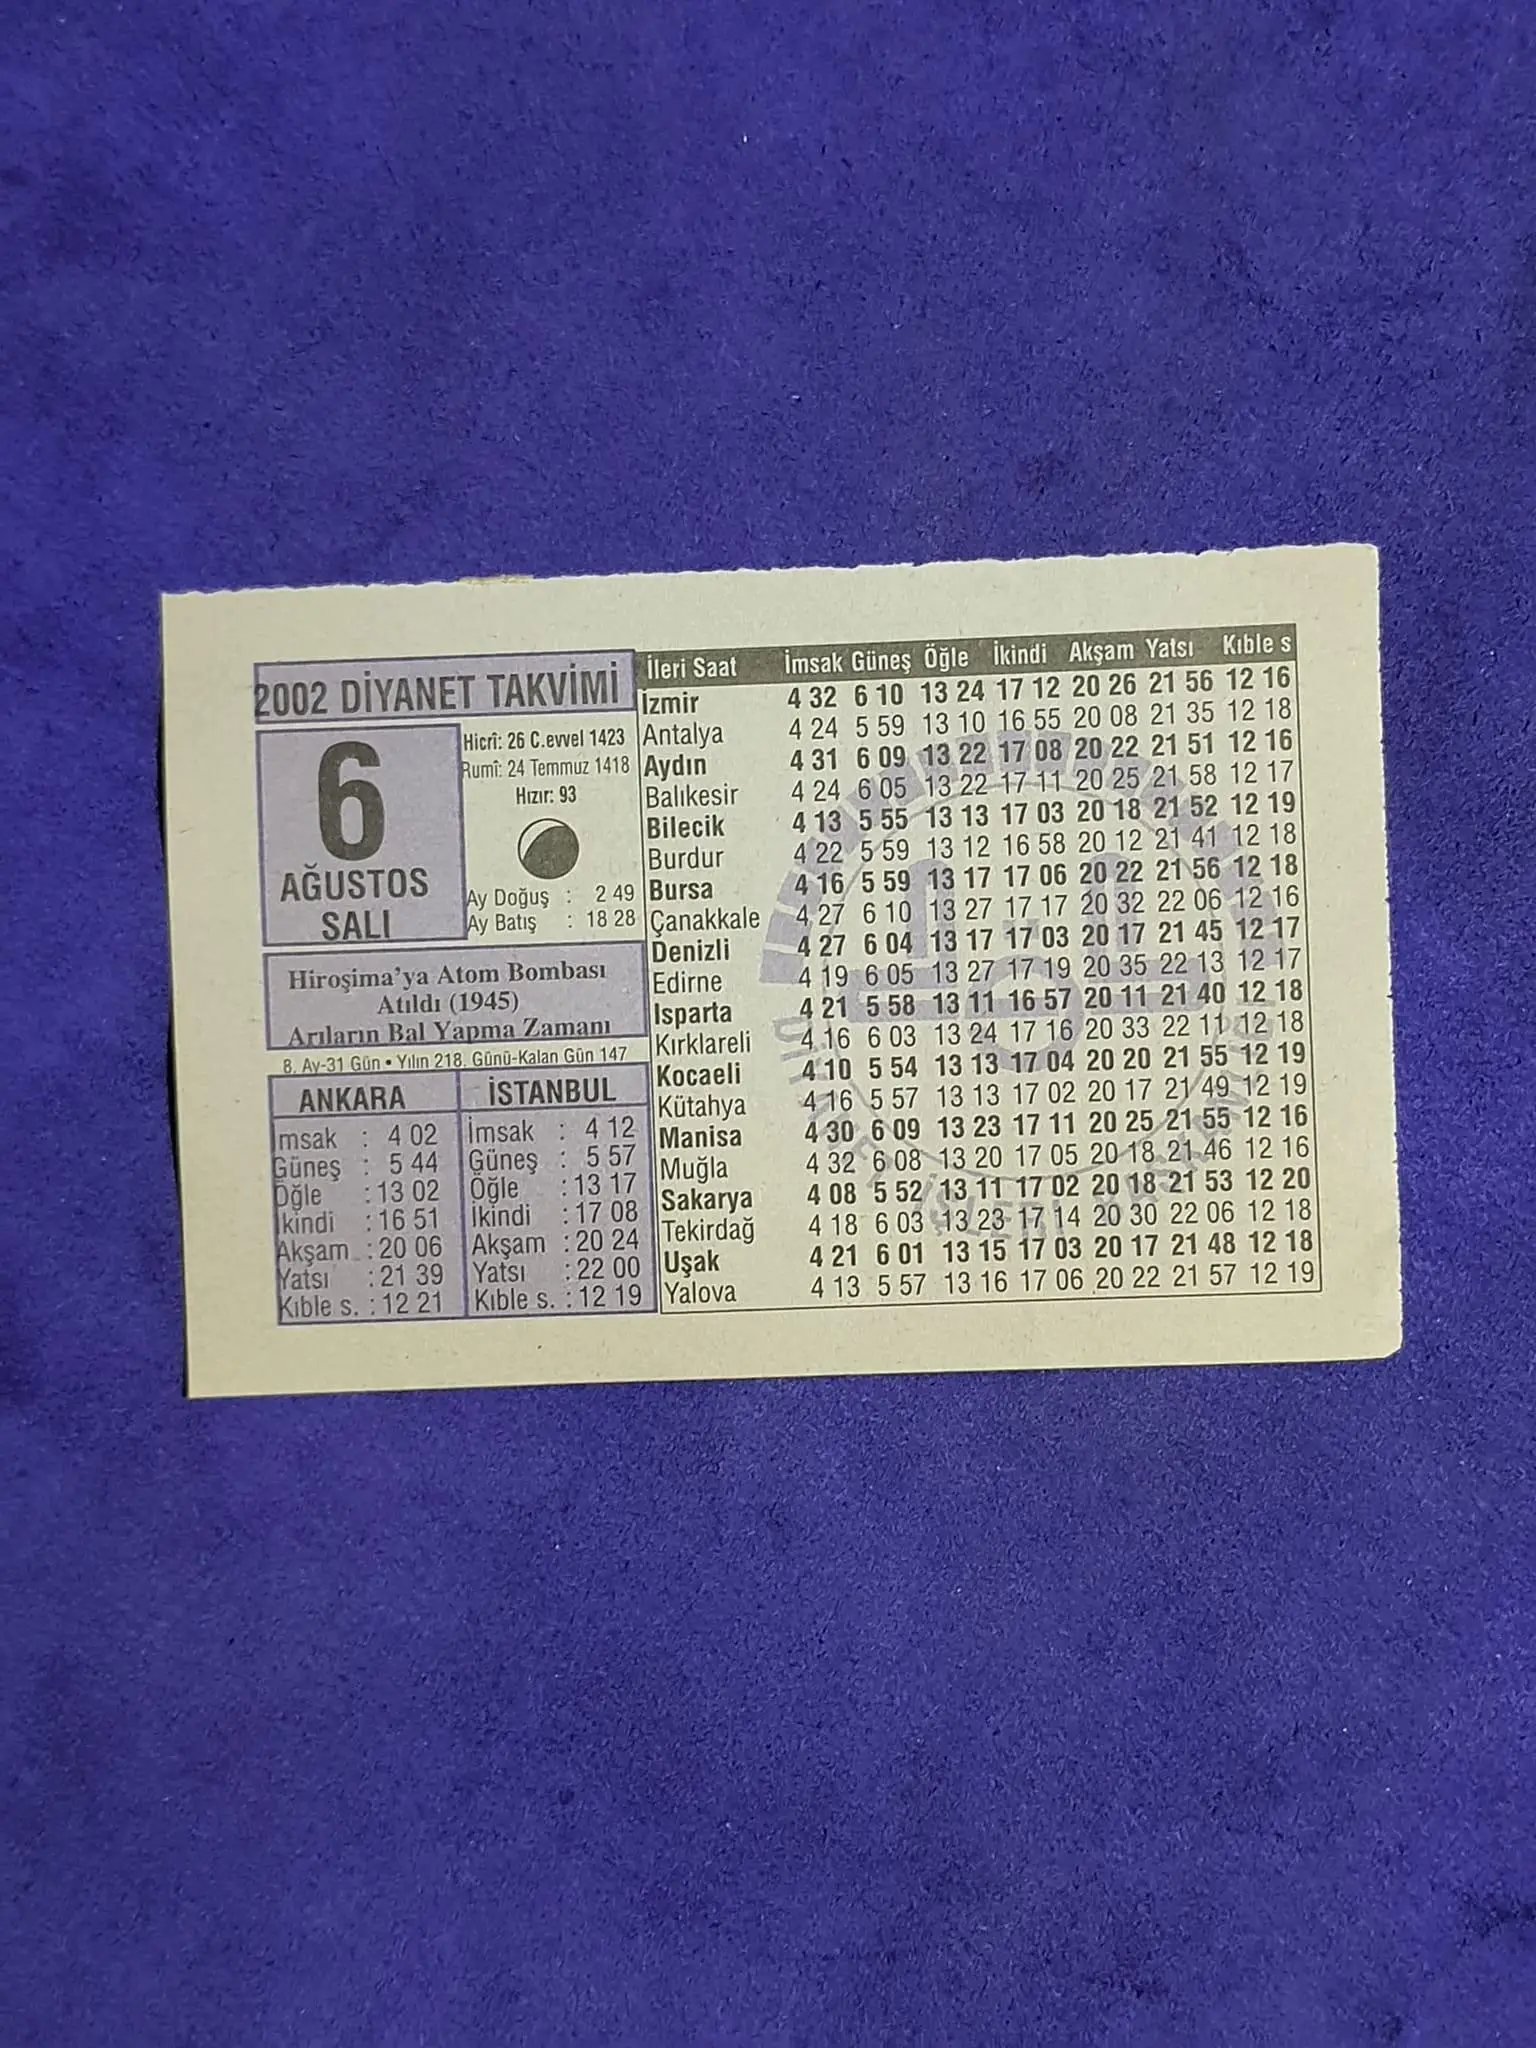 2002 DİYANET TAKVİMİ
6
AĞUSTOS
SALI
Hicrî: 26 C.evvel 1423
Rumî: 24 Temmuz 1418
Hızır: 93
Ay Doğuş : 2 49
Ay Batış : 18 28
Hiroşima'ya Atom Bombası
Atıldı (1945)
Arıların Bal Yapma Zamanı
8. Ay-31 Gün • Yılın 218. Günü-Kalan Gün 147
ANKARA
İmsak : 4 02
Güneş : 5 44
Öğle : 13 02
İkindi : 16 51
Akşam : 20 06
Yatsı : 21 39
Kıble s. : 12 21
İSTANBUL
İmsak : 4 12
Güneş : 5 57
Öğle : 13 17
İkindi : 17 08
Akşam : 20 24
Yatsı : 22 00
Kıble s. : 12 19
İleri Saat İmsak Güneş Öğle İkindi Akşam Yatsı Kıble s
İzmir 4 32 6 10 13 24 17 12 20 26 21 56 12 16
Antalya 4 24 5 59 13 10 16 55 20 08 21 35 12 18
Aydın 4 31 6 09 13 22 17 08 20 22 21 51 12 16
Balıkesir 4 24 6 05 13 22 17 11 20 25 21 58 12 17
Bilecik 4 13 5 55 13 13 17 03 20 18 21 52 12 19
Burdur 4 22 5 59 13 12 16 58 20 12 21 41 12 18
Bursa 4 16 5 59 13 17 17 06 20 22 21 56 12 18
Çanakkale 4 27 6 10 13 27 17 17 20 32 22 06 12 16
Denizli 4 27 6 04 13 17 17 03 20 17 21 45 12 17
Edirne 4 19 6 05 13 27 17 19 20 35 22 13 12 17
Isparta 4 21 5 58 13 11 16 57 20 11 21 40 12 18
Kırklareli 4 16 6 03 13 24 17 16 20 33 22 11 12 18
Kocaeli 4 10 5 54 13 13 17 04 20 20 21 55 12 19
Kütahya 4 16 5 57 13 13 17 02 20 17 21 49 12 19
Manisa 4 30 6 09 13 23 17 11 20 25 21 55 12 16
Muğla 4 32 6 08 13 20 17 05 20 18 21 46 12 16
Sakarya 4 08 5 52 13 11 17 02 20 18 21 53 12 20
Tekirdağ 4 18 6 03 13 23 17 14 20 30 22 06 12 18
Uşak 4 21 6 01 13 15 17 03 20 17 21 48 12 18
Yalova 4 13 5 57 13 16 17 06 20 22 21 57 12 19